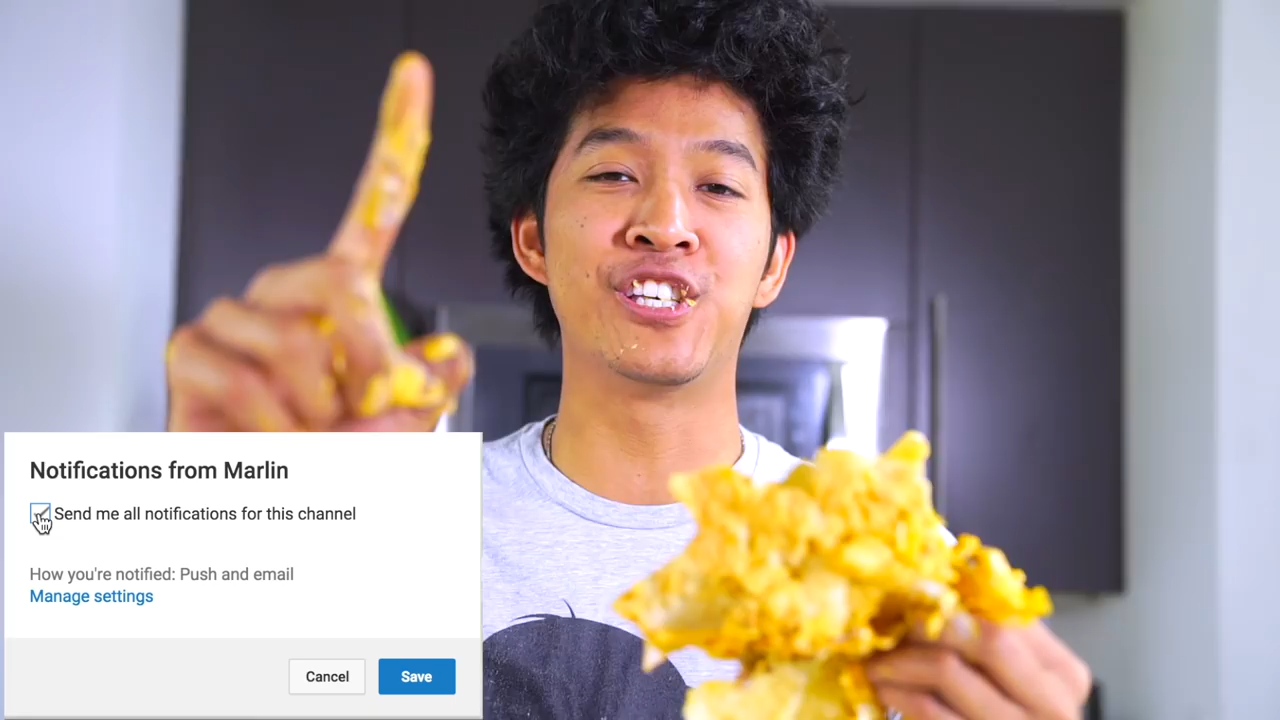 Notifications from Marlin
Send me all notifications for this channel
How you're notified: Push and email
Manage settings
Cancel
Save